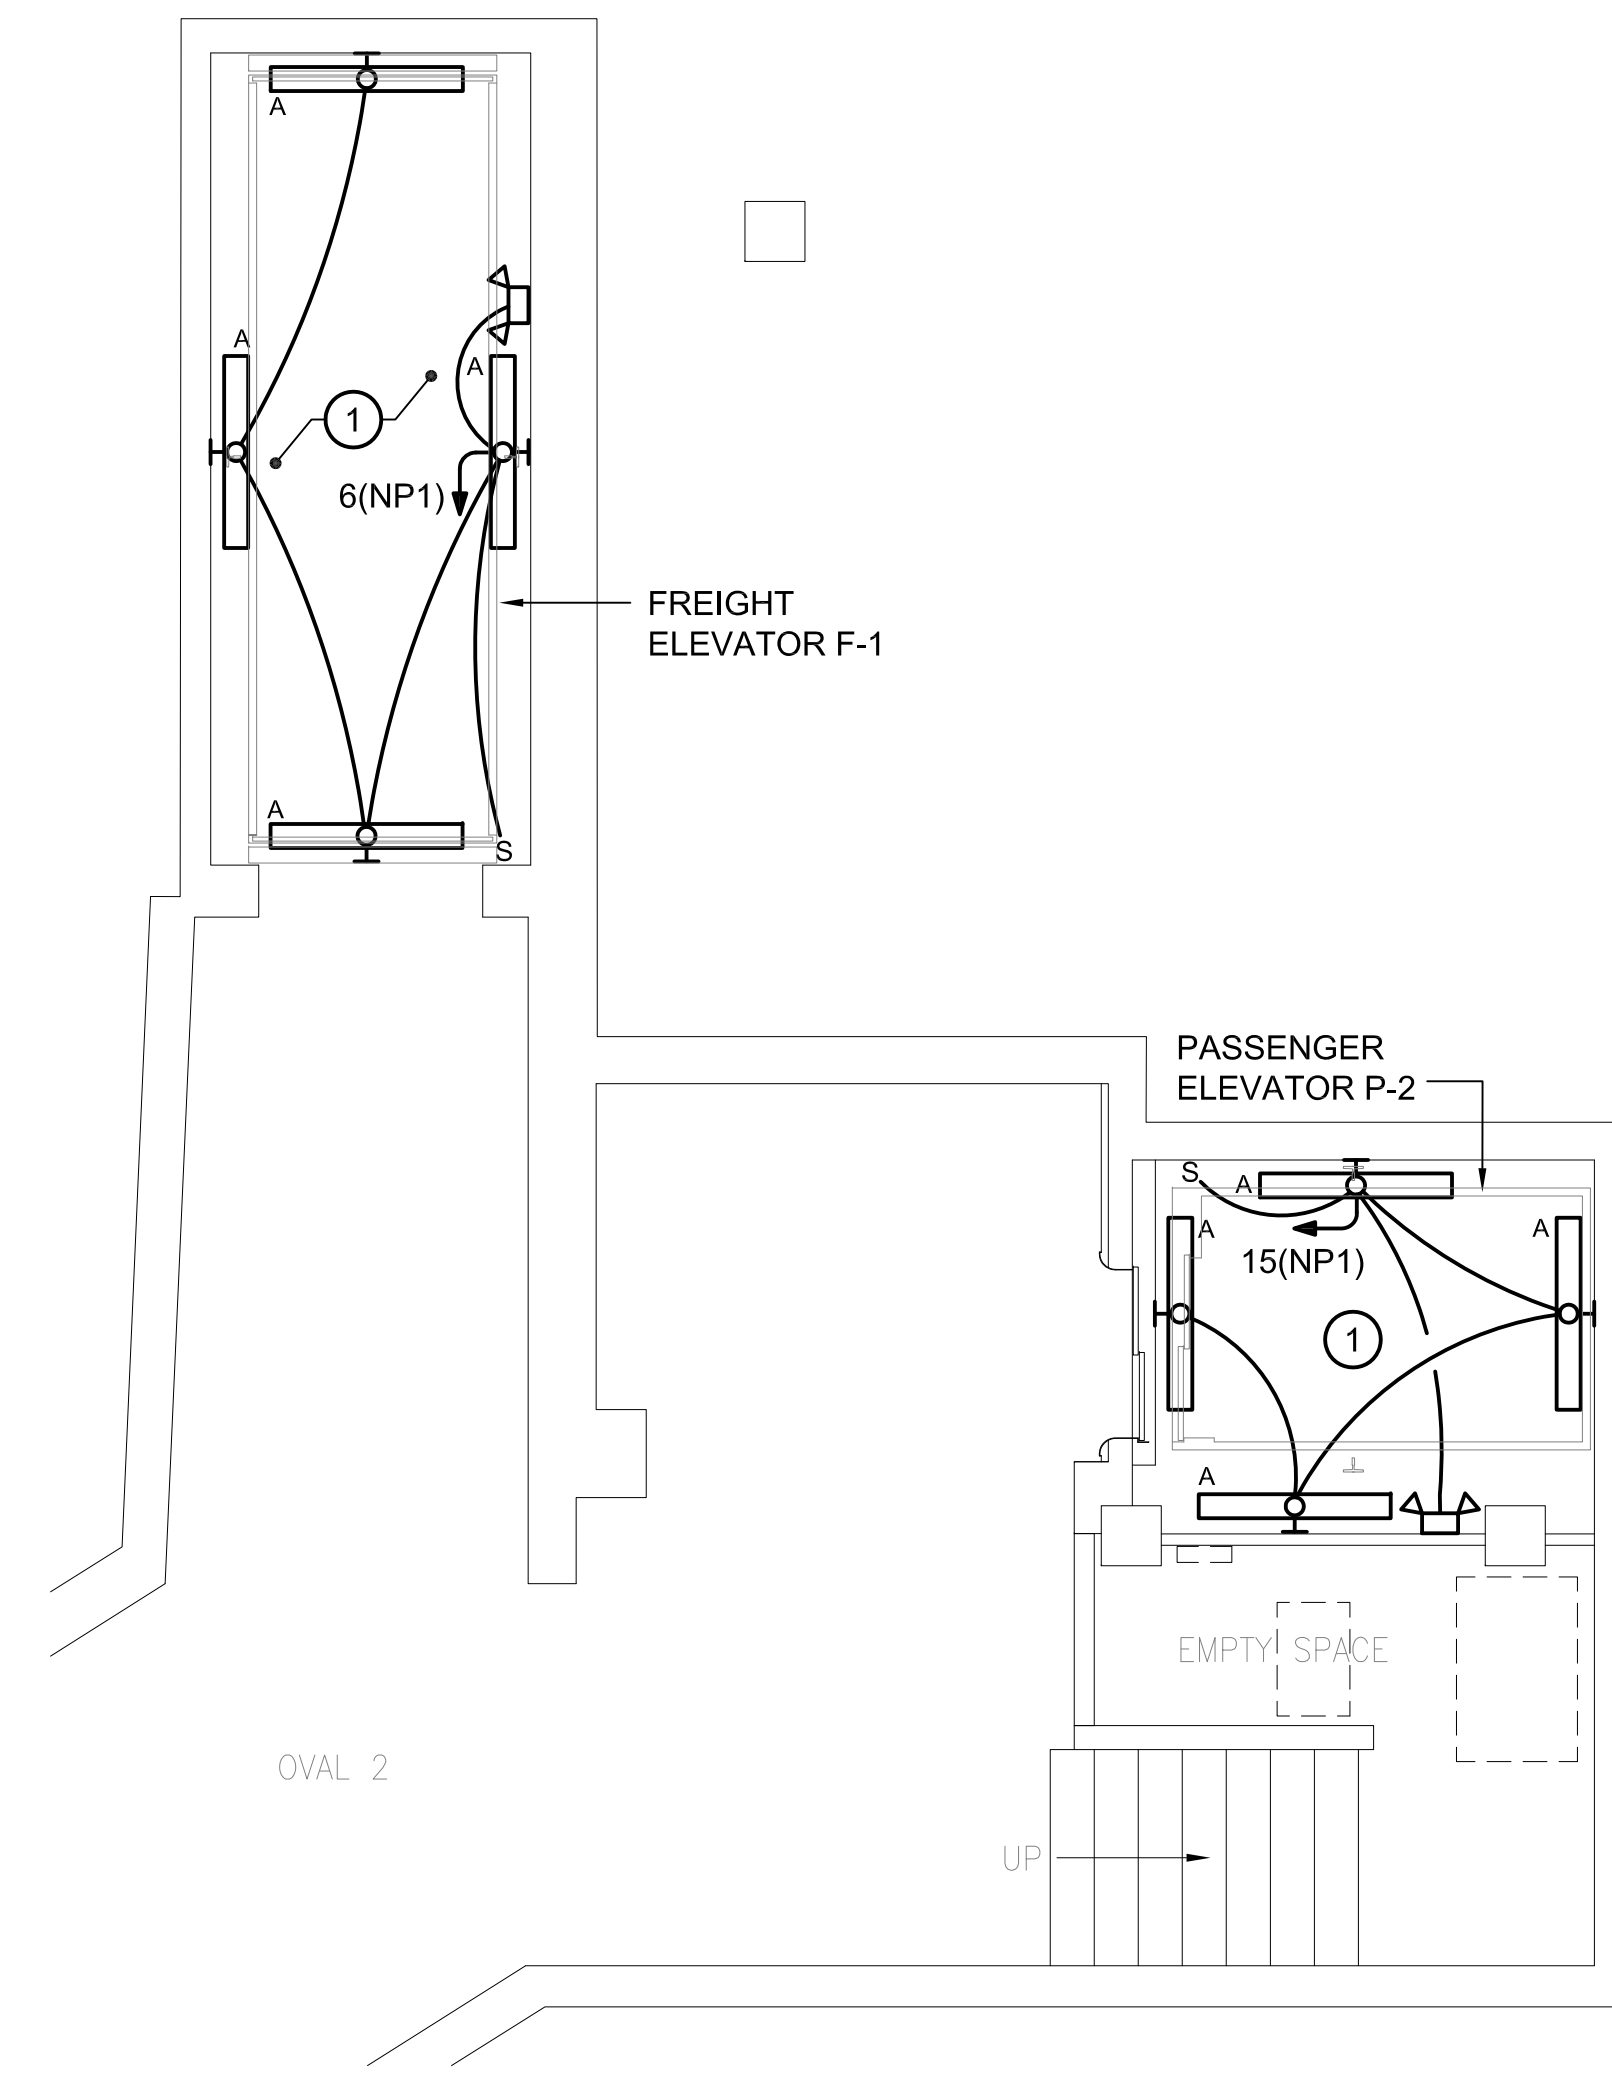 A
A
A
1
6(NP1)
FREIGHT
ELEVATOR F-1
A
S
PASSENGER
ELEVATOR P-2
S
A
A
A
15(NP1)
1
A
EMPTY SPACE
OVAL 2
UP